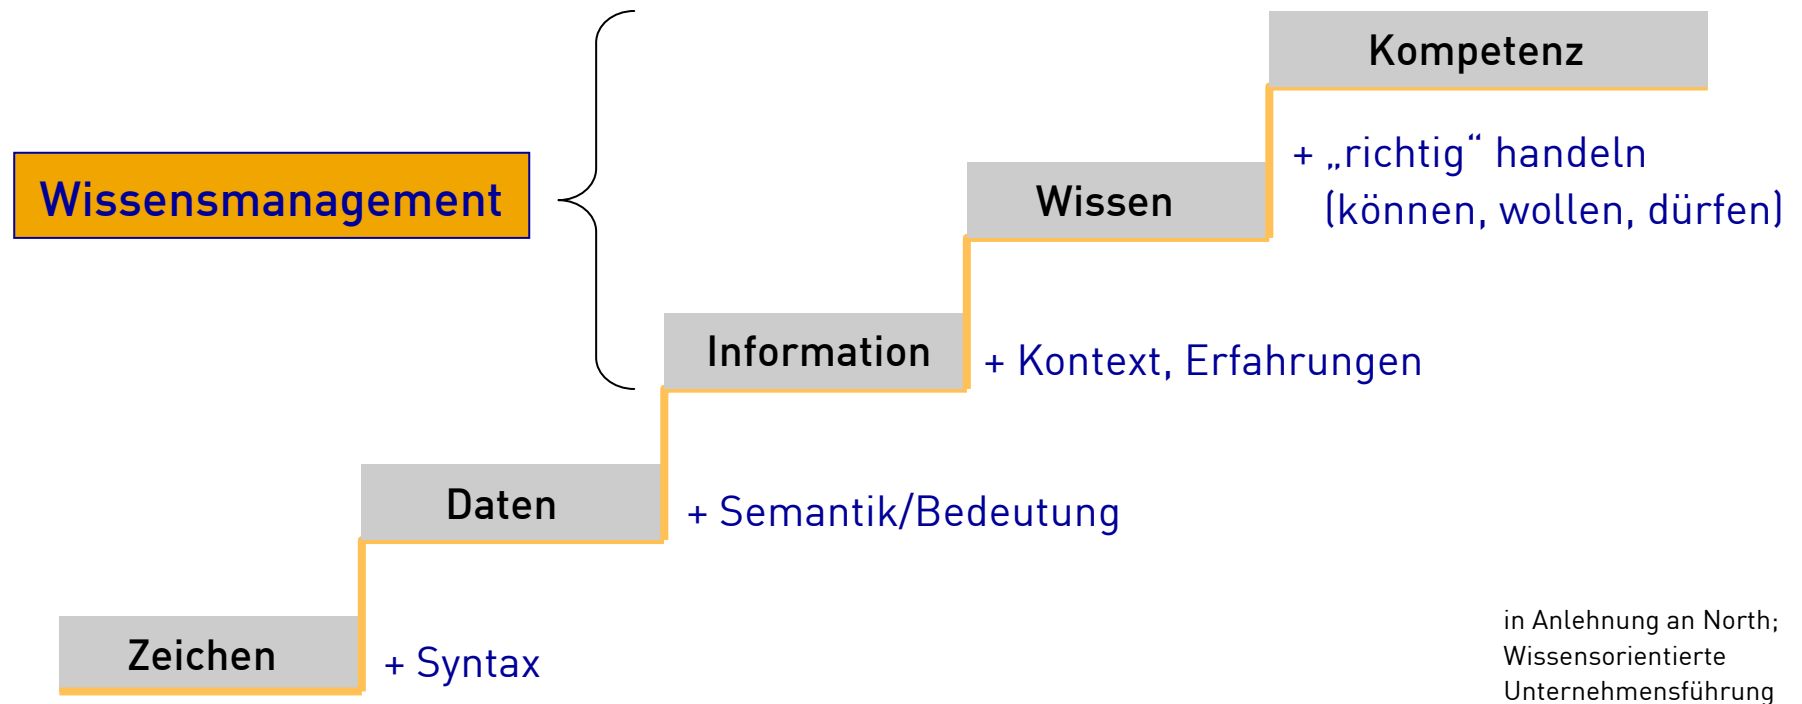 Kompetenz
+ „richtig“ handeln
(können, wollen, dürfen)
Wissensmanagement
Wissen
Information
+ Kontext, Erfahrungen
Daten
+ Semantik/Bedeutung
Zeichen
+ Syntax
in Anlehnung an North;
Wissensorientierte
Unternehmensführung